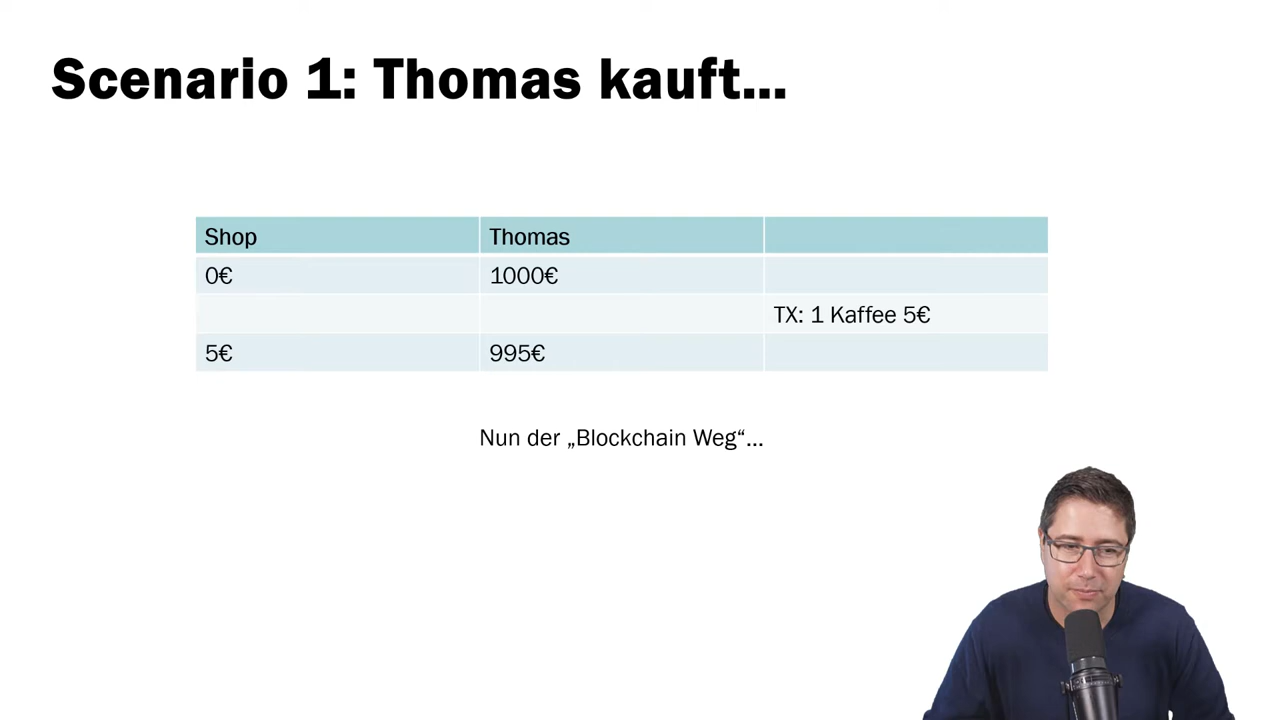 Scenario 1: Thomas kauft...
Shop Thomas
0€ 1000€
TX: 1 Kaffee 5€
5€ 995€
Nun der „Blockchain Weg“...